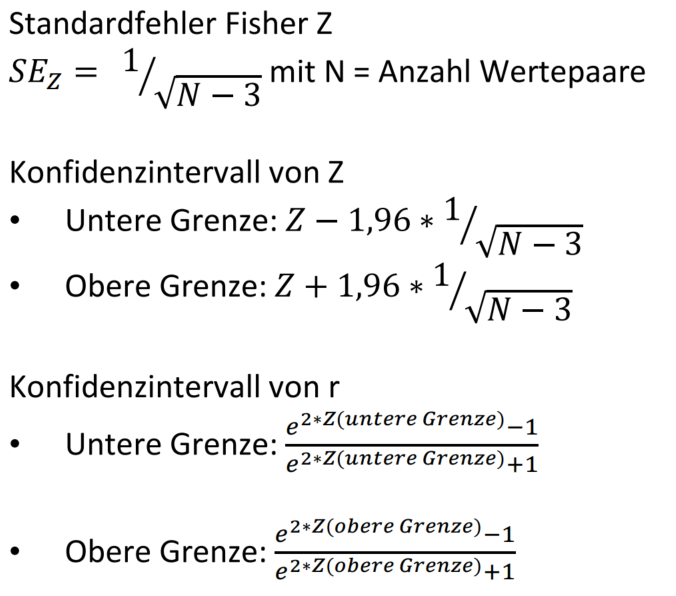 Standardfehler Fisher Z
SE_Z = 1/√(N − 3) mit N = Anzahl Wertepaare
Konfidenzintervall von Z
• Untere Grenze: Z − 1,96 * 1/√(N − 3)
• Obere Grenze: Z + 1,96 * 1/√(N − 3)
Konfidenzintervall von r
• Untere Grenze: (e^{2*Z(untere Grenze)}−1)/(e^{2*Z(untere Grenze)}+1)
• Obere Grenze: (e^{2*Z(obere Grenze)}−1)/(e^{2*Z(obere Grenze)}+1)